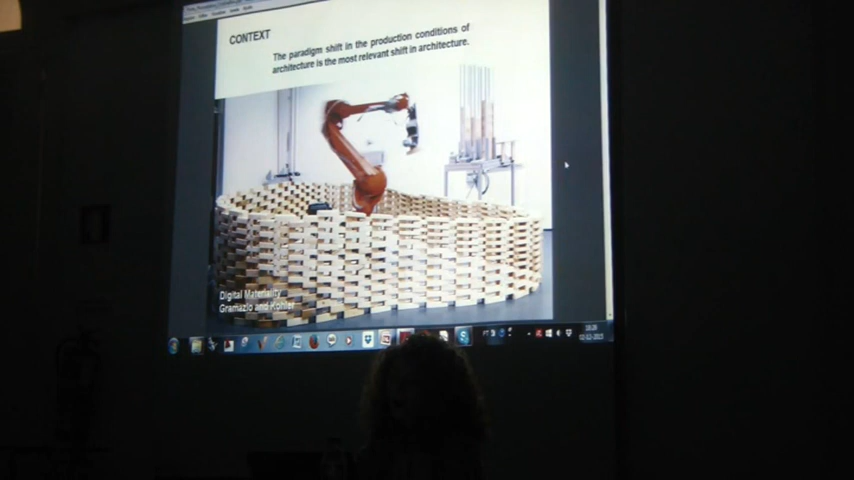 CONTEXT
The paradigm shift in the production conditions of
architecture is the most relevant shift in architecture.
Digital Materiality
Gramazio and Kohler